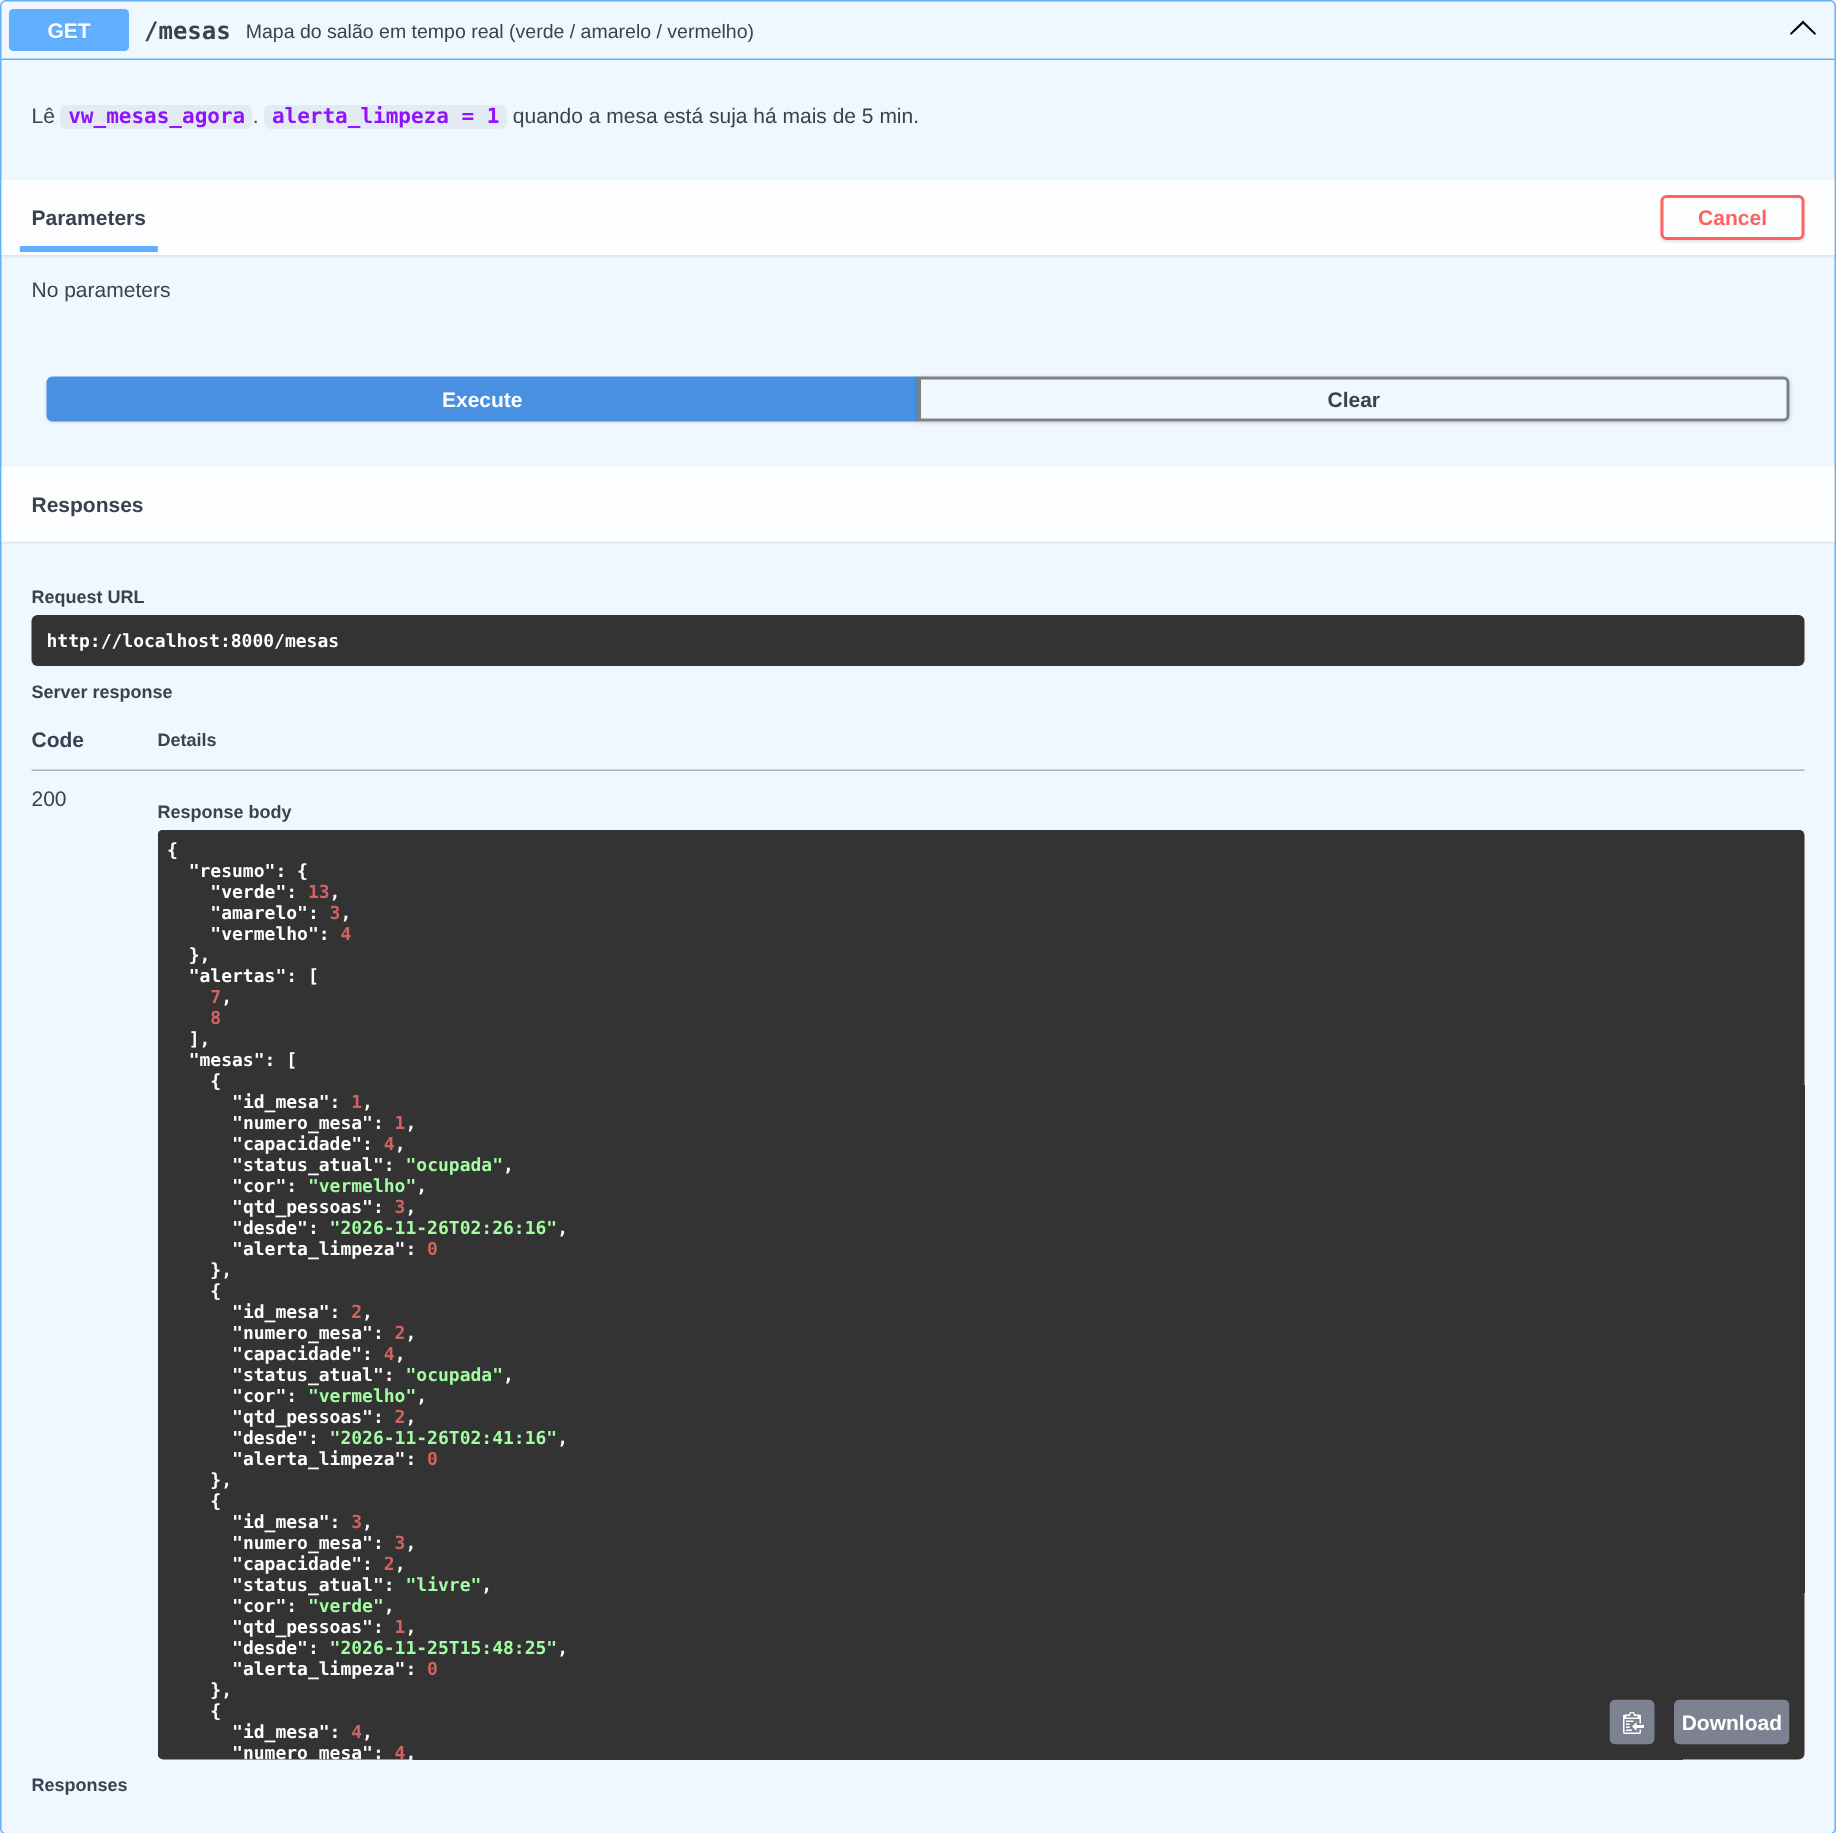 GET /mesas Mapa do salão em tempo real (verde / amarelo / vermelho)
Lê vw_mesas_agora. alerta_limpeza = 1 quando a mesa está suja há mais de 5 min.
Parameters
Cancel
No parameters
Execute
Clear
Responses
Request URL
http://localhost:8000/mesas
Server response
Code Details
200
Response body
{
  "resumo": {
    "verde": 13,
    "amarelo": 3,
    "vermelho": 4
  },
  "alertas": [
    7,
    8
  ],
  "mesas": [
    {
      "id_mesa": 1,
      "numero_mesa": 1,
      "capacidade": 4,
      "status_atual": "ocupada",
      "cor": "vermelho",
      "qtd_pessoas": 3,
      "desde": "2026-11-26T02:26:16",
      "alerta_limpeza": 0
    },
    {
      "id_mesa": 2,
      "numero_mesa": 2,
      "capacidade": 4,
      "status_atual": "ocupada",
      "cor": "vermelho",
      "qtd_pessoas": 2,
      "desde": "2026-11-26T02:41:16",
      "alerta_limpeza": 0
    },
    {
      "id_mesa": 3,
      "numero_mesa": 3,
      "capacidade": 2,
      "status_atual": "livre",
      "cor": "verde",
      "qtd_pessoas": 1,
      "desde": "2026-11-25T15:48:25",
      "alerta_limpeza": 0
    },
    {
      "id_mesa": 4,
      "numero_mesa": 4,
Download
Responses